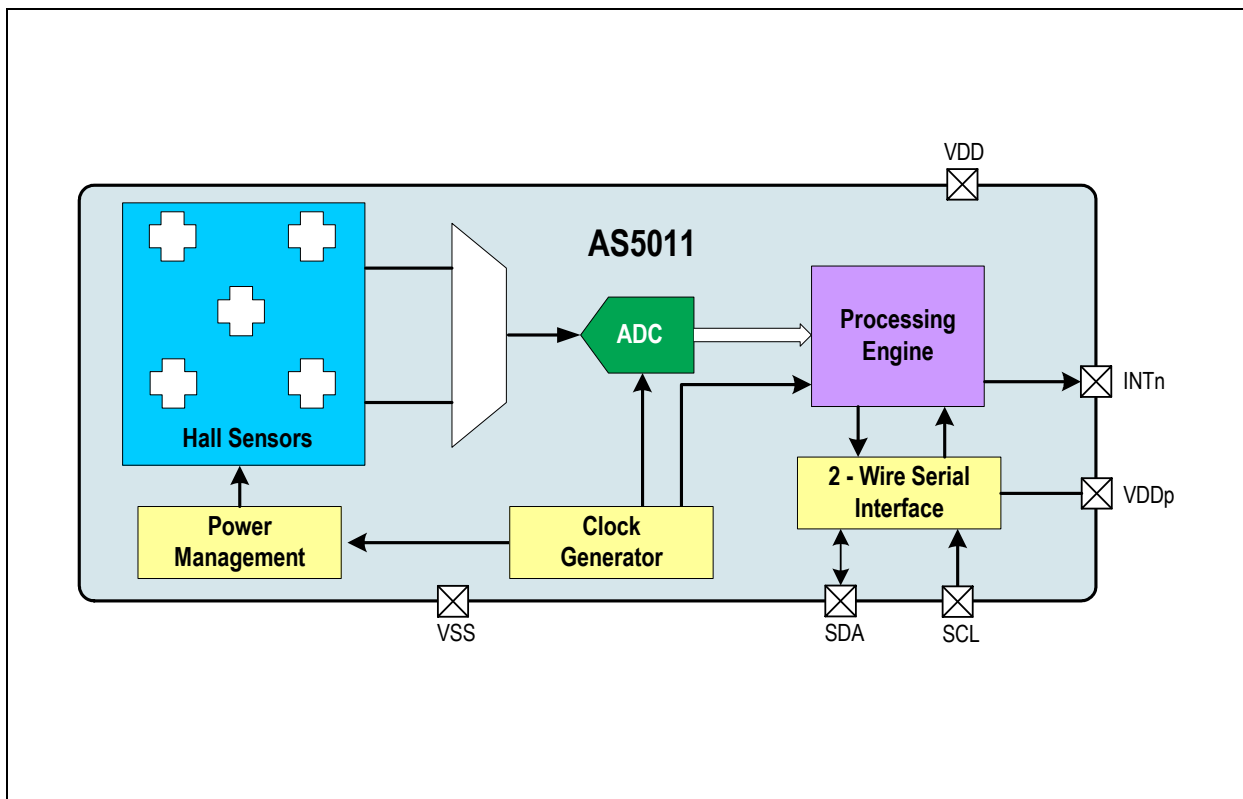 VDD
AS5011
ADC
Processing
Engine
INTn
Hall Sensors
2 - Wire Serial
Interface
VDDp
Power
Management
Clock
Generator
VSS
SDA
SCL